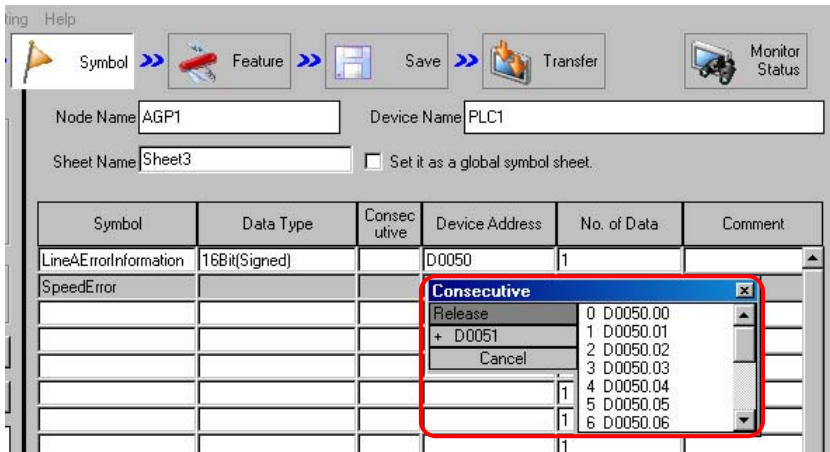 ting Help
Symbol Feature Save Transfer Monitor Status
Node Name AGP1 Device Name PLC1
Sheet Name Sheet3 Set it as a global symbol sheet.
Symbol Data Type Consec utive Device Address No. of Data Comment
LineAErrorInformation 16Bit(Signed) D0050 1
SpeedError
Consecutive
Release
+ D0051
Cancel
0 D0050.00
1 D0050.01
2 D0050.02
3 D0050.03
4 D0050.04
5 D0050.05
6 D0050.06
1
1
1